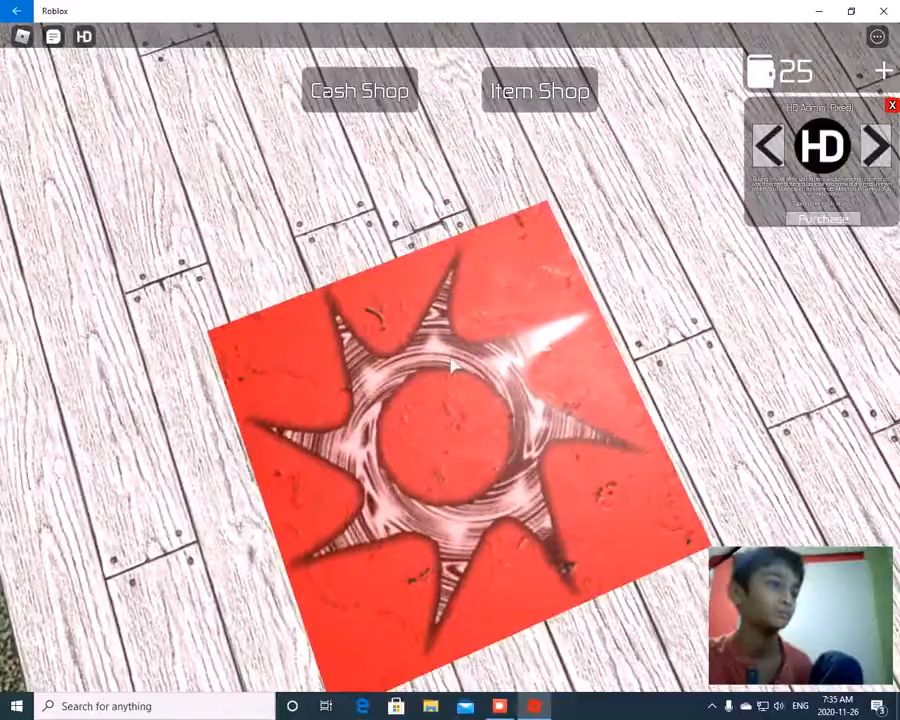 Roblox
HD
Cash Shop
Item Shop
25
HD Admin (Fixed)
HD
Purchase
Search for anything
ENG
7:35 AM
2020-11-26
3